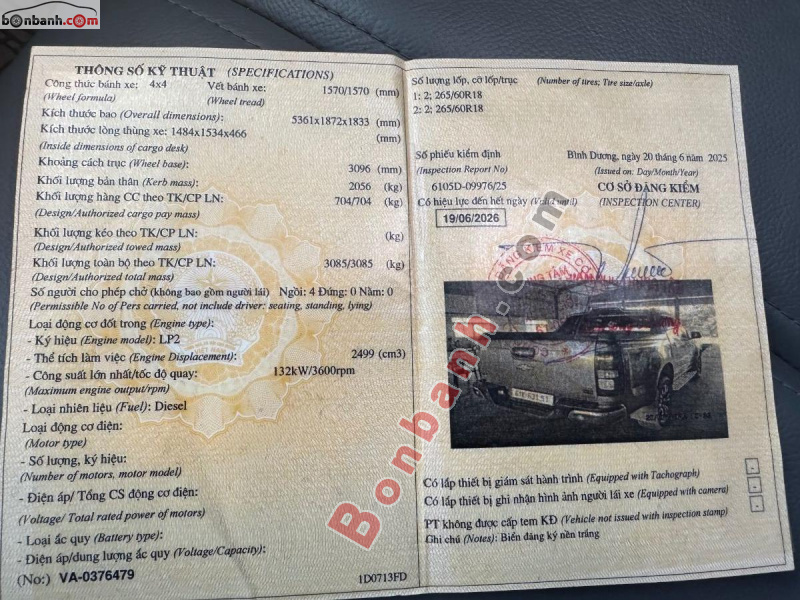 bonbanh.com
THÔNG SỐ KỸ THUẬT (SPECIFICATIONS)
Công thức bánh xe: 4x4 Vết bánh xe: 1570/1570 (mm)
(Wheel formula) (Wheel tread)
Kích thước bao (Overall dimensions): 5361x1872x1833 (mm)
Kích thước lòng thùng xe: 1484x1534x466 (mm)
(Inside dimensions of cargo desk)
Khoảng cách trục (Wheel base): 3096 (mm)
Khối lượng bản thân (Kerb mass): 2056 (kg)
Khối lượng hàng CC theo TK/CP LN: 704/704 (kg)
(Design/Authorized cargo pay mass)
Khối lượng kéo theo TK/CP LN: (kg)
(Design/Authorized towed mass)
Khối lượng toàn bộ theo TK/CP LN: 3085/3085 (kg)
(Design/Authorized total mass)
Số người cho phép chở (không bao gồm người lái) Ngồi: 4 Đứng: 0 Nằm: 0
(Permissible No of Pers carried, not include driver: seating, standing, lying)
Loại động cơ đốt trong (Engine type):
- Ký hiệu (Engine model): LP2
- Thể tích làm việc (Engine Displacement): 2499 (cm3)
- Công suất lớn nhất/tốc độ quay: 132kW/3600rpm
(Maximum engine output/rpm)
- Loại nhiên liệu (Fuel): Diesel
Loại động cơ điện:
(Motor type)
- Số lượng, ký hiệu:
(Number of motors, motor model)
- Điện áp/ Tổng CS động cơ điện:
(Voltage/ Total rated power of motors)
- Loại ắc quy (Battery type):
- Điện áp/dung lượng ắc quy (Voltage/Capacity):
(No:) VA-0376479 1D0713FD
Số lượng lốp, cỡ lốp/trục (Number of tires; Tire size/axle)
1: 2; 265/60R18
2: 2; 265/60R18
Số phiếu kiểm định Bình Dương, ngày 20 tháng 6 năm 2025
(Inspection Report No) (Issued on: Day/Month/Year)
6105D-09976/25 CƠ SỞ ĐĂNG KIỂM
Có hiệu lực đến hết ngày (Valid until) (INSPECTION CENTER)
19/06/2026
ĐĂNG KIỂM XE CƠ
Có lắp thiết bị giám sát hành trình (Equipped with Tachograph)
Có lắp thiết bị ghi nhận hình ảnh người lái xe (Equipped with camera)
PT không được cấp tem KĐ (Vehicle not issued with inspection stamp)
Ghi chú (Notes): Biển đăng ký nền trắng
Bonbanh.com